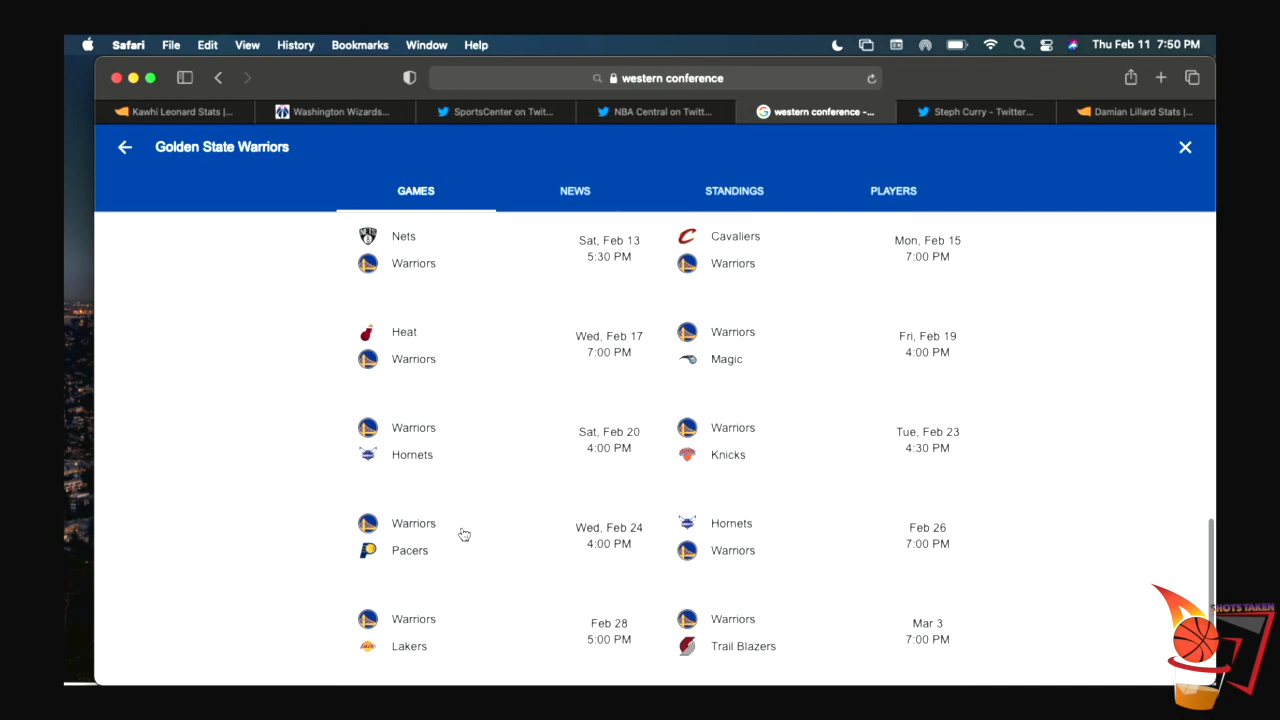 Safari File Edit View History Bookmarks Window Help Thu Feb 11 7:50 PM
western conference
Kawhi Leonard Stats |... Washington Wizards... SportsCenter on Twit... NBA Central on Twitt... western conference -... Steph Curry - Twitter... Damian Lillard Stats |...
Golden State Warriors
GAMES NEWS STANDINGS PLAYERS
Nets
Warriors
Sat, Feb 13
5:30 PM
Cavaliers
Warriors
Mon, Feb 15
7:00 PM
Heat
Warriors
Wed, Feb 17
7:00 PM
Warriors
Magic
Fri, Feb 19
4:00 PM
Warriors
Hornets
Sat, Feb 20
4:00 PM
Warriors
Knicks
Tue, Feb 23
4:30 PM
Warriors
Pacers
Wed, Feb 24
4:00 PM
Hornets
Warriors
Feb 26
7:00 PM
Warriors
Lakers
Feb 28
5:00 PM
Warriors
Trail Blazers
Mar 3
7:00 PM
SHOTS TAKEN